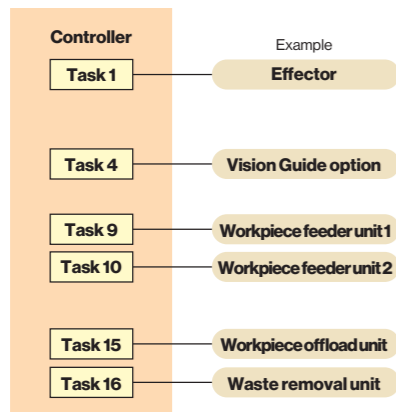 Controller
Example
Task 1
Effector
Task 4
Vision Guide option
Task 9
Workpiece feeder unit 1
Task 10
Workpiece feeder unit 2
Task 15
Workpiece offload unit
Task 16
Waste removal unit